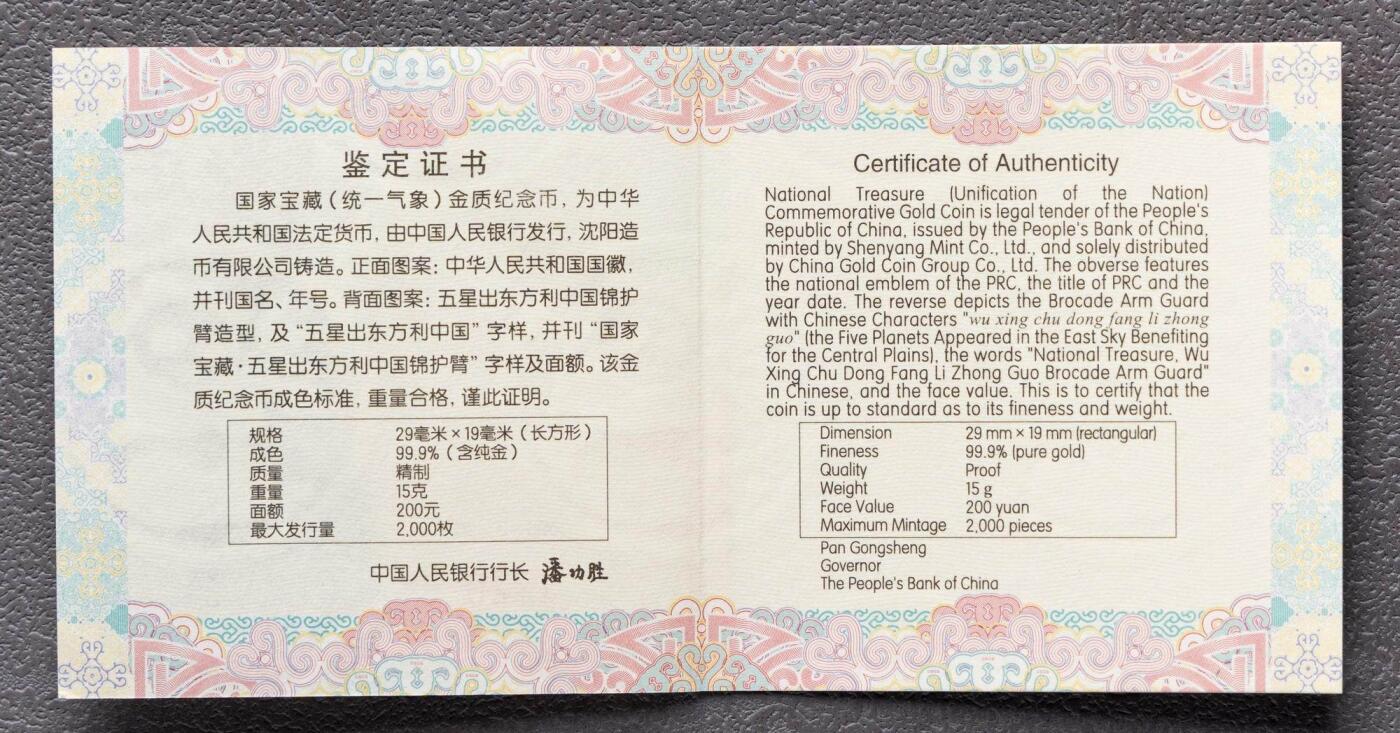 鉴定证书
国家宝藏（统一气象）金质纪念币，为中华
人民共和国法定货币，由中国人民银行发行，沈阳造
币有限公司铸造。正面图案：中华人民共和国国徽，
并刊国名、年号。背面图案：五星出东方利中国锦护
臂造型，及“五星出东方利中国”字样，并刊“国家
宝藏·五星出东方利中国锦护臂”字样及面额。该金
质纪念币成色标准，重量合格，谨此证明。
规格 29毫米×19毫米（长方形）
成色 99.9%（含纯金）
质量 精制
重量 15克
面额 200元
最大发行量 2,000枚
中国人民银行行长 潘功胜
Certificate of Authenticity
National Treasure (Unification of the Nation)
Commemorative Gold Coin is legal tender of the People's
Republic of China, issued by the People's Bank of China,
minted by Shenyang Mint Co., Ltd., and solely distributed
by China Gold Coin Group Co., Ltd. The obverse features
the national emblem of the PRC, the title of PRC and the
year date. The reverse depicts the Brocade Arm Guard
with Chinese Characters "wu xing chu dong fang li zhong
guo" (the Five Planets Appeared in the East Sky Benefiting
for the Central Plains), the words "National Treasure, Wu
Xing Chu Dong Fang Li Zhong Guo Brocade Arm Guard"
in Chinese, and the face value. This is to certify that the
coin is up to standard as to its fineness and weight.
Dimension 29 mm × 19 mm (rectangular)
Fineness 99.9% (pure gold)
Quality Proof
Weight 15 g
Face Value 200 yuan
Maximum Mintage 2,000 pieces
Pan Gongsheng
Governor
The People's Bank of China